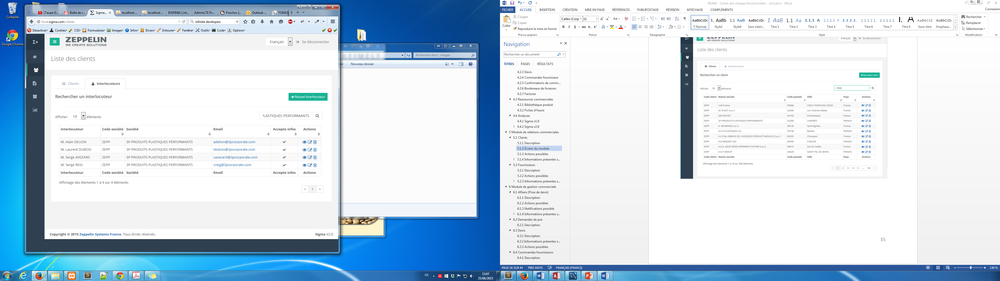 Corbeille
Google Chrome
[Taupe G...
Boîte de r...
Sigma...
localhost ...
localhost ...
INSPINIA | int...
AdminLTE Pr...
Prochoc |...
Outlook ...
TOMUS
local.sigma.com/clients
infinite developers
Désactiver
Cookies
CSS
Formulaires
Images
Infos
Divers
Entourer
Fenêtre
Outils
Code
Options
Σ+
ZEPPELIN
WE CREATE SOLUTIONS
Français
Se déconnecter
Liste des clients
Clients
Interlocuteurs
Rechercher un interlocuteur
Nouvel interlocuteur
Afficher 10 éléments
PLASTIQUES PERFORMANTS
Interlocuteur Code société Société Email Accepte infos Actions
M. Alain DELION ZEPP 3P PRODUITS PLASTIQUES PERFORMANTS adelion@3pcorporate.com
M. Laurent DUBOIS ZEPP 3P PRODUITS PLASTIQUES PERFORMANTS ldubois@3pcorporate.com
M. Serge AVEZARD ZEPP 3P PRODUITS PLASTIQUES PERFORMANTS savezard@3pcorporate.com
M. Serge REIG ZEPP 3P PRODUITS PLASTIQUES PERFORMANTS sreig@3pcorporate.com
Interlocuteur Code société Société Email Accepte infos Actions
Affichage des élements 1 à 4 sur 4 éléments
< 1 >
Copyright © 2015 Zeppelin Systems France. Tous droits réservés.
Sigma V2.0
Rechercher dans : Images
Nouveau dossier
FR
15:07
25/06/2015
SIGMA - Cahier des charges fonctionnelles - v1.0.docx - Word
Connexion
FICHIER ACCUEIL INSERTION CRÉATION MISE EN PAGE RÉFÉRENCES PUBLIPOSTAGE RÉVISION AFFICHAGE COMPLÉMENTS
Coller
Couper
Copier
Reproduire la mise en forme
Presse-papiers
Calibri (Corp 11
G I S abc x₂ x²
Police
Paragraphe
AaBbCcDc I. AaBb 1.1 AaB AaBbCcDc 1 AaB 1.1 Aa 1.1.1 A 1.1.1.1 A 1.1.1.1. 1.1.1.1.1. 1.1.1.1.1. I. A AaBbCcD AaBbCcDc
¶ Normal Style1 Style4 Sans interl... Titre 1 Titre 2 Titre 3 Titre 4 Titre 5 Titre 6 Titre 7 Titre 0 Sous-titre Emphase...
Style
Rechercher
Remplacer
Sélectionner
Modification
Navigation
Rechercher un document
TITRES PAGES RÉSULTATS
4.2.3 Devis
4.2.4 Commandes fournisseur
4.2.5 Confirmations de comm...
4.2.6 Bordereaux de livraison
4.2.7 Factures
4.3 Ressources commerciales
4.3.1 Bibliothèque produit
4.3.2 Fiches d'heure
4.4 Analyses
4.4.1 Sigma v1.0
4.4.2 Sigma v2.0
5 Module de relations commerciales
5.1 Clients
5.1.1 Description
5.1.2 Écrans du module
5.1.3 Actions possibles
5.1.4 Informations présentes s...
5.2 Fournisseurs
5.2.1 Description
5.2.2 Actions possibles
5.2.3 Informations présentes s...
6 Module de gestion commerciale
6.1 Affaire (Prise de devis)
6.1.1 Description
6.1.2 Actions possibles
6.1.3 Notifications possible
6.1.4 Informations présentes s...
6.2 Demandes de prix
6.2.1 Description
6.3 Devis
6.3.1 Description
6.3.2 Informations présentes s...
6.3.3 Actions possibles
6.4 Commandes fournisseurs
6.4.1 Description
Σ+
WE CREATE SOLUTIONS
Français
Se déconnecter
Liste des clients
Clients
Interlocuteurs
Rechercher un client
Nouveau client
Afficher 10 éléments
zepp
Code client Raison sociale Code postale Ville Pays Actions
ZEPP 3 M France 95006 CERCY PONTOISE CEDEX France
ZEPP 3C PLAST S.a.r.l. 42300 Les Tuileries Mably France
ZEPP 3M POUYET 44160 Pontchateau France
ZEPP 3P PRODUITS PLASTIQUES PERFORMANTS 52200 LANGRES FRANCE
ZEPP A. RAYMOND S.a.r.l. 38120 Saint-Egrève France
ZEPP A.C.K PLASTIQUES S.A 59730 Biastre FRANCE
ZEPP A.C.P.M.-ABBAYE DE CHOCQUES PRODUITS MOULES S.a.r.l. 62920 Chocques France
ZEPP A.D MAJORIS SAS 69550 CUBLIZE FRANCE
ZEPP A.D.S.-AZUR DÉVELOPPEMENT SYSTEM S.a.r.l. 06515 Carros Cedex France
ZEPP A.E.P GROUP 43620 SAINT PAL DE MONS FRANCE
Code client Raison sociale Code postale Ville Pays Actions
Affichage des élements 1 à 10 sur 500 éléments
< 1 2 3 4 5 ... 50 >
15
PAGE 16 SUR 44 7992 MOTS FRANÇAIS (FRANCE)
130 %